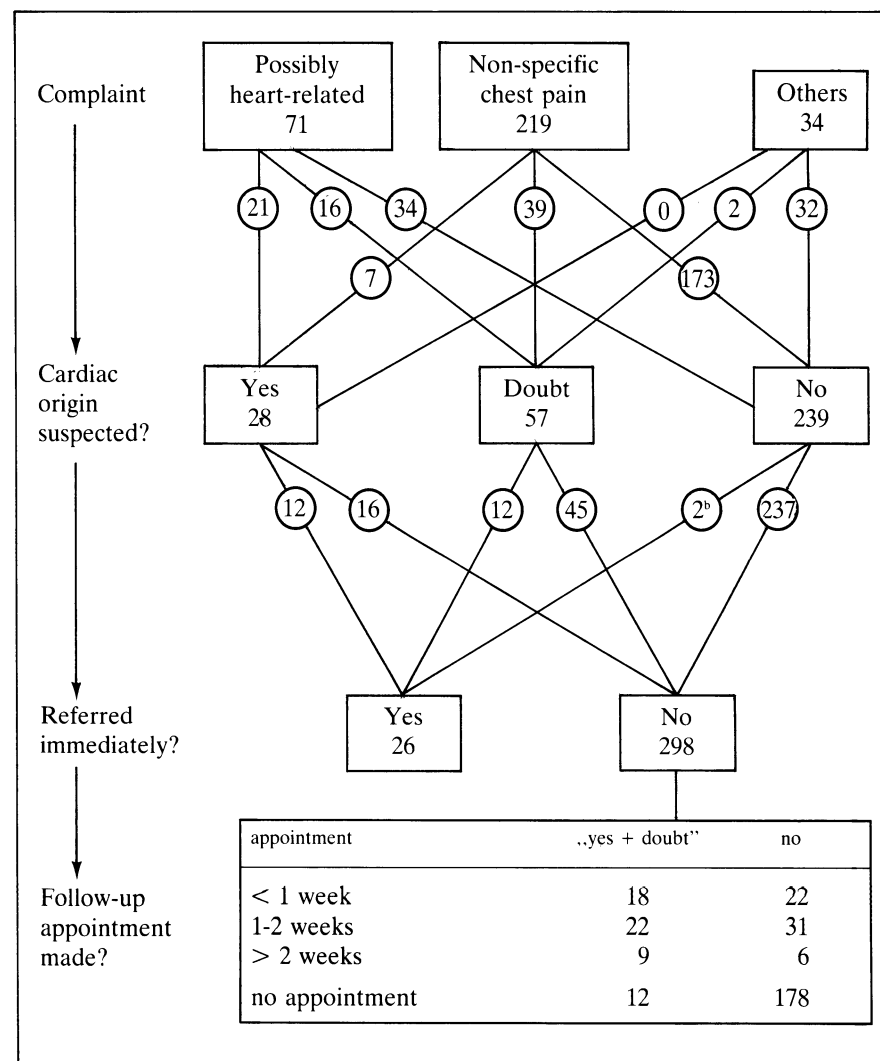 Complaint
Possibly
heart-related
71
Non-specific
chest pain
219
Others
34
21
16
34
39
0
2
32
7
173
Cardiac
origin
suspected?
Yes
28
Doubt
57
No
239
12
16
12
45
2ᵇ
237
Referred
immediately?
Yes
26
No
298
appointment ,,yes + doubt” no
Follow-up
appointment
made?
< 1 week 18 22
1-2 weeks 22 31
> 2 weeks 9 6
no appointment 12 178